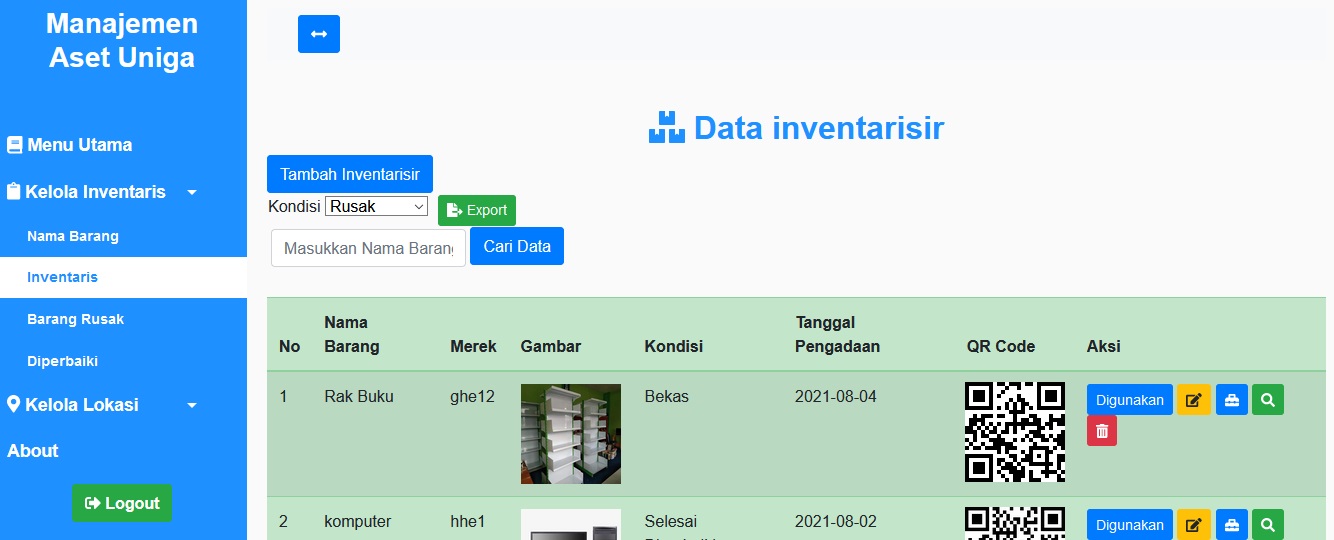 Manajemen
Aset Uniga
Menu Utama
Kelola Inventaris
Nama Barang
Inventaris
Barang Rusak
Diperbaiki
Kelola Lokasi
About
Logout
Data inventarisir
Tambah Inventarisir
Kondisi Rusak Export
Masukkan Nama Barang Cari Data
No Nama Barang Merek Gambar Kondisi Tanggal Pengadaan QR Code Aksi
1 Rak Buku ghe12 Bekas 2021-08-04 Digunakan
2 komputer hhe1 Selesai 2021-08-02 Digunakan